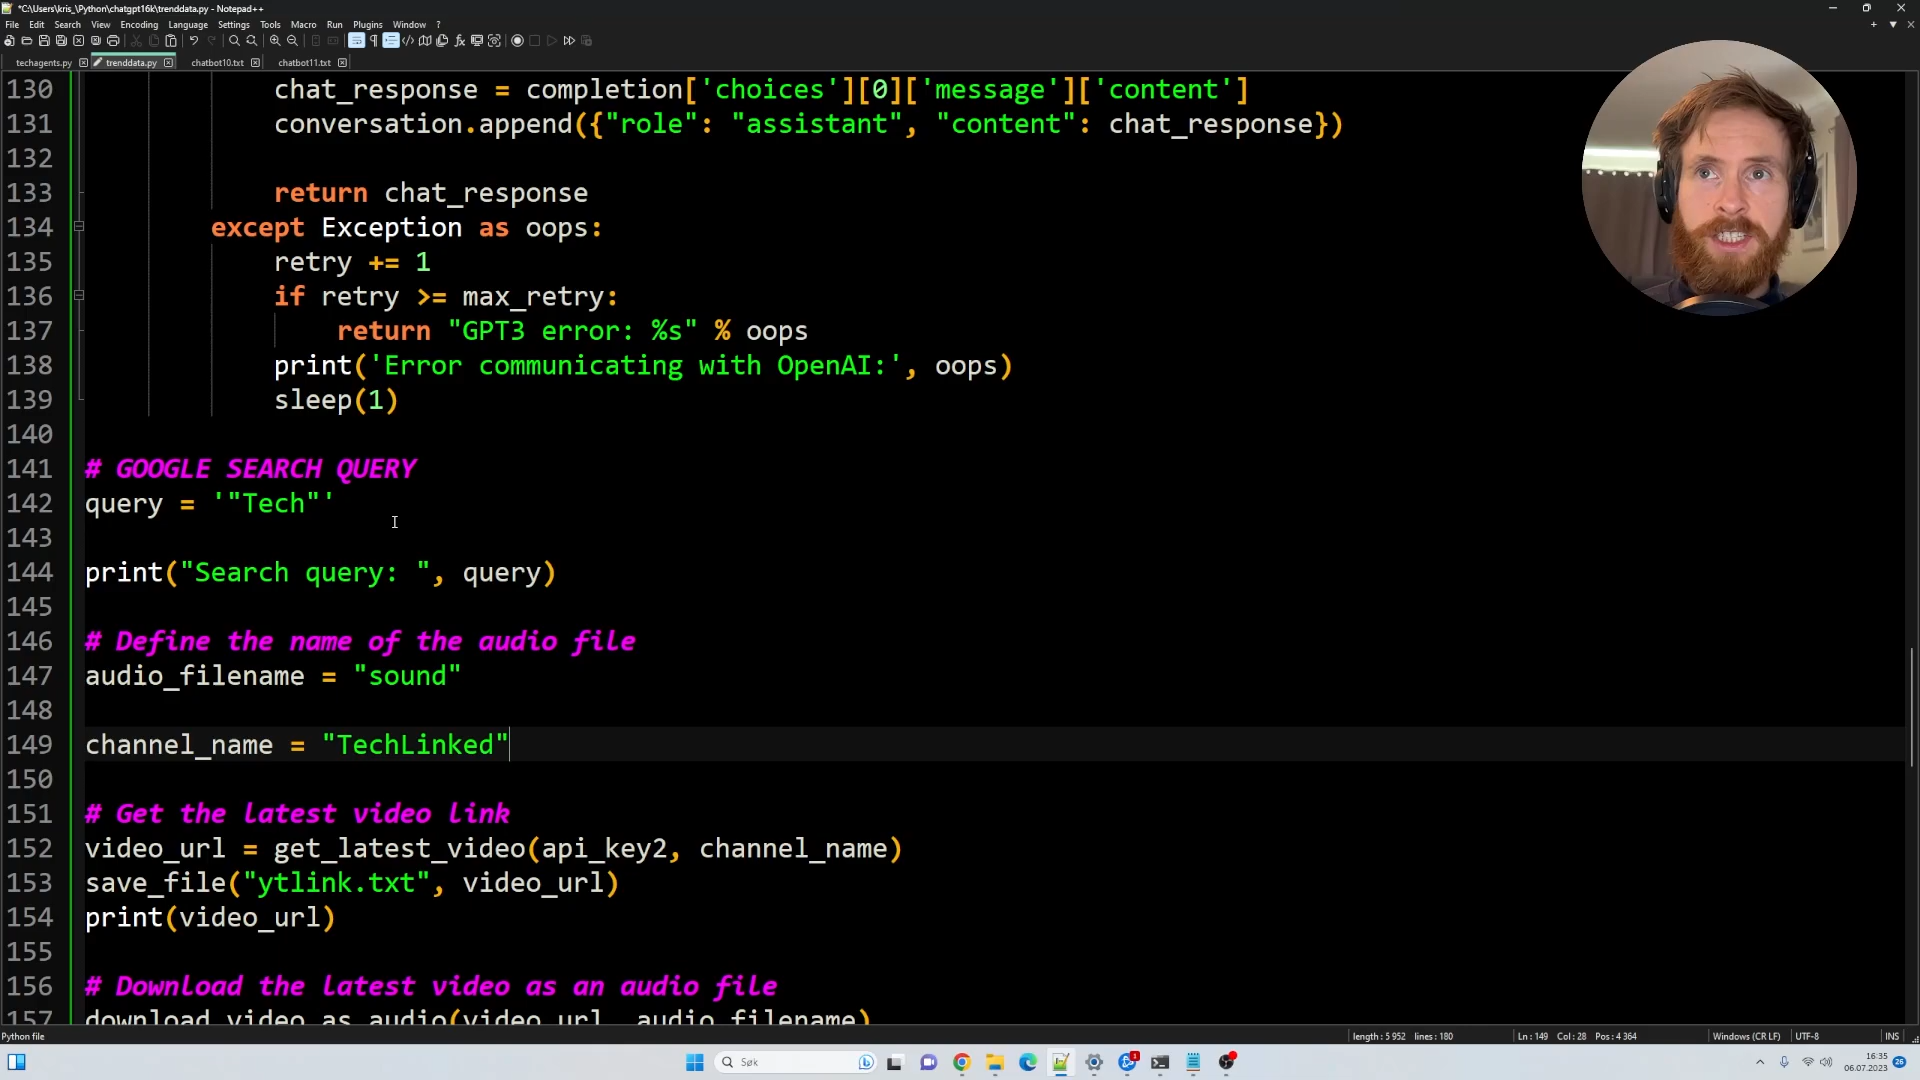 *C:\Users\kris_\Python\chatgpt16k\trenddata.py - Notepad++
File Edit Search View Encoding Language Settings Tools Macro Run Plugins Window ?
techagents.py trenddata.py chatbot10.txt chatbot11.txt
130 chat_response = completion['choices'][0]['message']['content']
131 conversation.append({"role": "assistant", "content": chat_response})
132
133 return chat_response
134 except Exception as oops:
135 retry += 1
136 if retry >= max_retry:
137 return "GPT3 error: %s" % oops
138 print('Error communicating with OpenAI:', oops)
139 sleep(1)
140
141 # GOOGLE SEARCH QUERY
142 query = '"Tech"'
143
144 print("Search query: ", query)
145
146 # Define the name of the audio file
147 audio_filename = "sound"
148
149 channel_name = "TechLinked"
150
151 # Get the latest video link
152 video_url = get_latest_video(api_key2, channel_name)
153 save_file("ytlink.txt", video_url)
154 print(video_url)
155
156 # Download the latest video as an audio file
157 download_video_as_audio(video_url, audio_filename)
Python file length : 5 952 lines : 180 Ln : 149 Col : 28 Pos : 4 364 Windows (CR LF) UTF-8 INS
Søk
16:35
06.07.2023
26